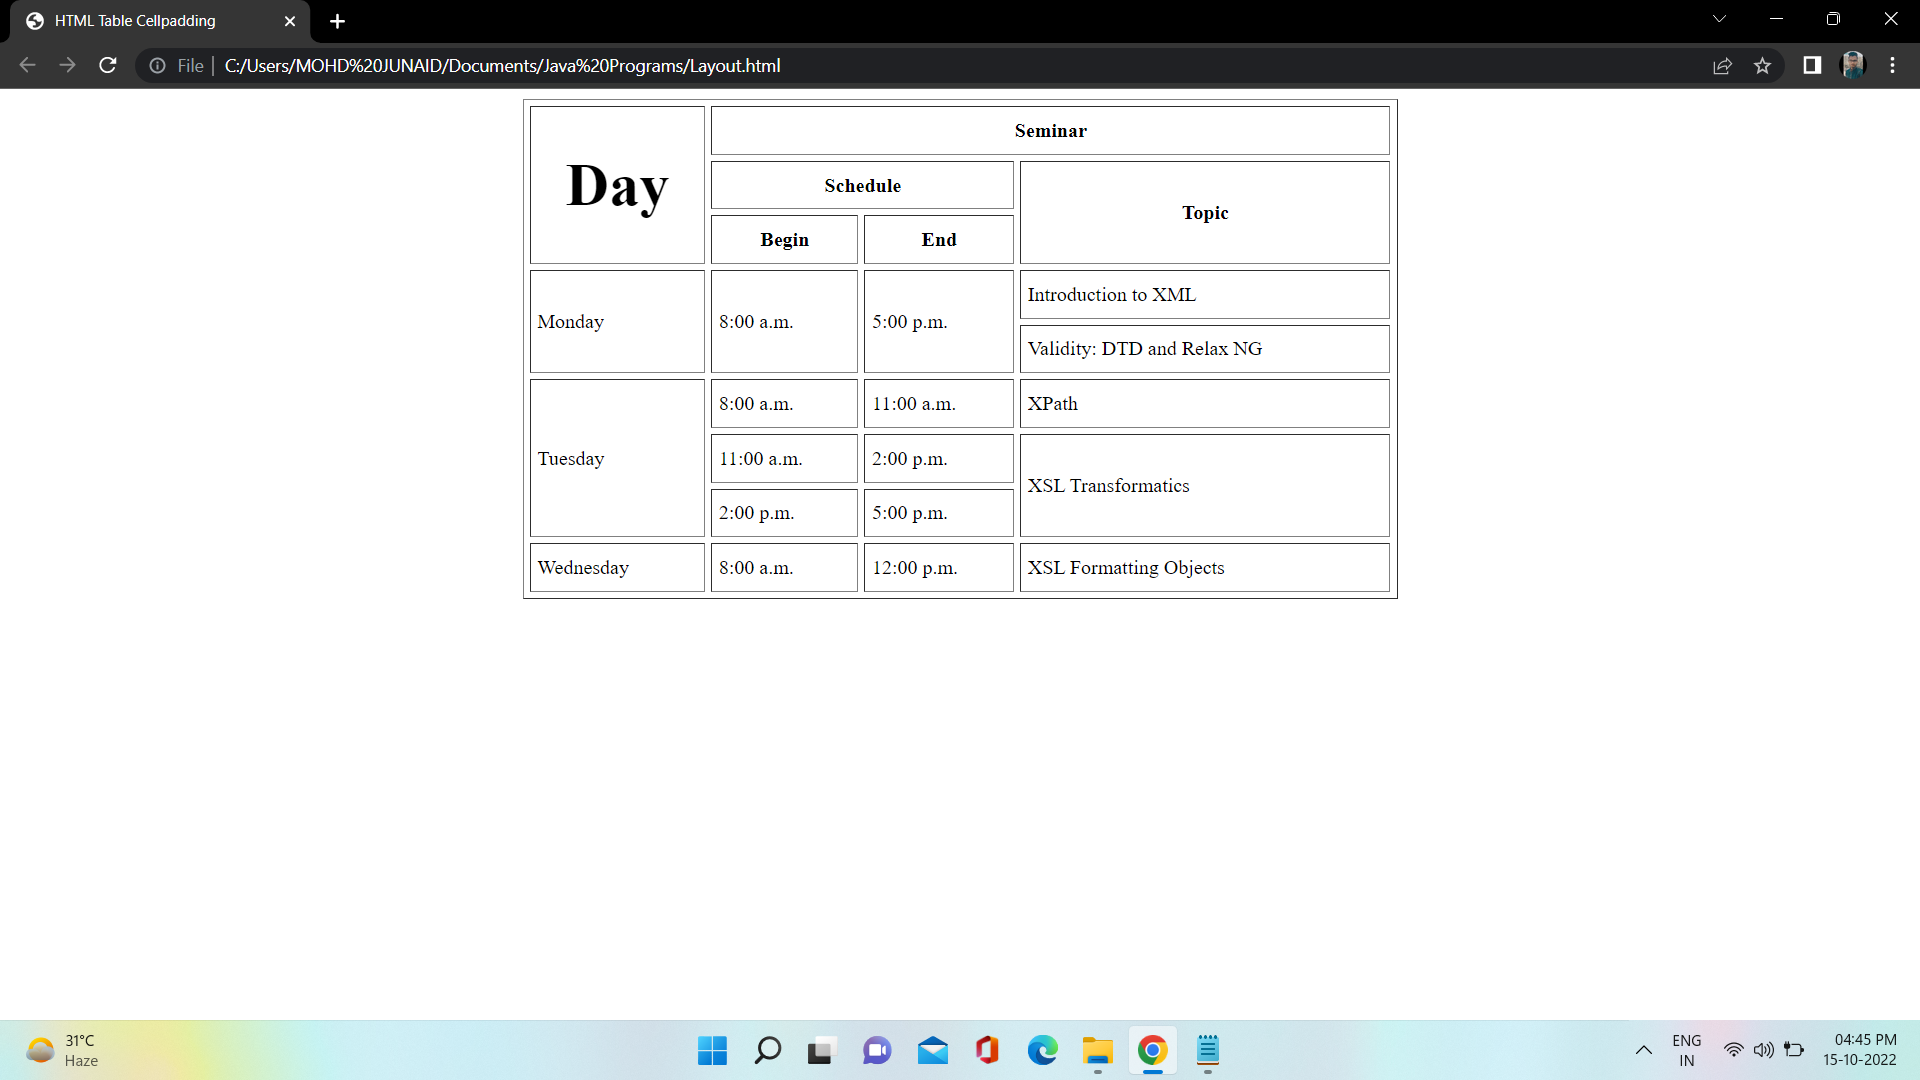 HTML Table Cellpadding
File | C:/Users/MOHD%20JUNAID/Documents/Java%20Programs/Layout.html
Day
Seminar
Schedule
Topic
Begin
End
Monday
8:00 a.m.
5:00 p.m.
Introduction to XML
Validity: DTD and Relax NG
Tuesday
8:00 a.m.
11:00 a.m.
XPath
11:00 a.m.
2:00 p.m.
XSL Transformatics
2:00 p.m.
5:00 p.m.
Wednesday
8:00 a.m.
12:00 p.m.
XSL Formatting Objects
31°C
Haze
ENG
IN
04:45 PM
15-10-2022